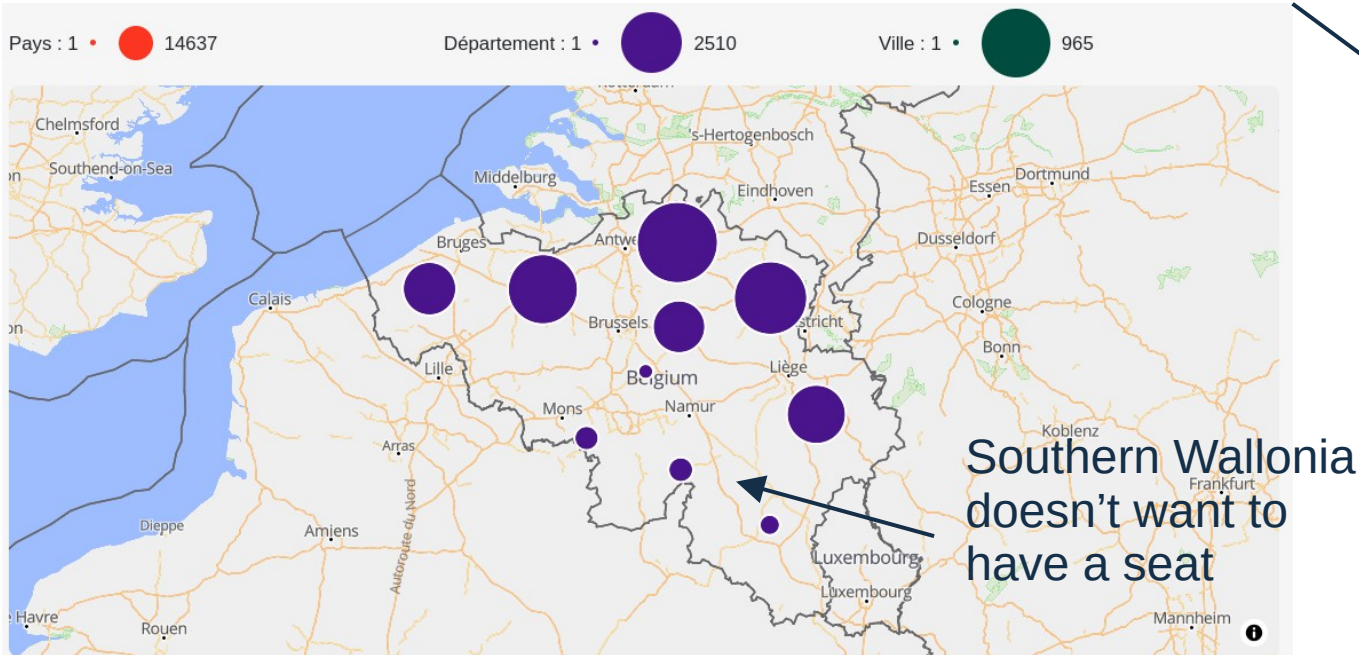 Pays : 1 14637
Département : 1 2510
Ville : 1 965
Chelmsford
's-Hertogenbosch
Southend-on-Sea
Middelburg
Dortmund
Essen
Eindhoven
Bruges
Antwe
Dusseldorf
Calais
Cologne
Brussels
stricht
Bonn
Lille
Belgium
Liège
Mons
Namur
Arras
Koblenz
Southern Wallonia
doesn't want to
have a seat
Frankfurt
Autoroute du Nord
Dieppe
Amiens
Luxembourg
Luxembourg
Havre
Rouen
Mannheim